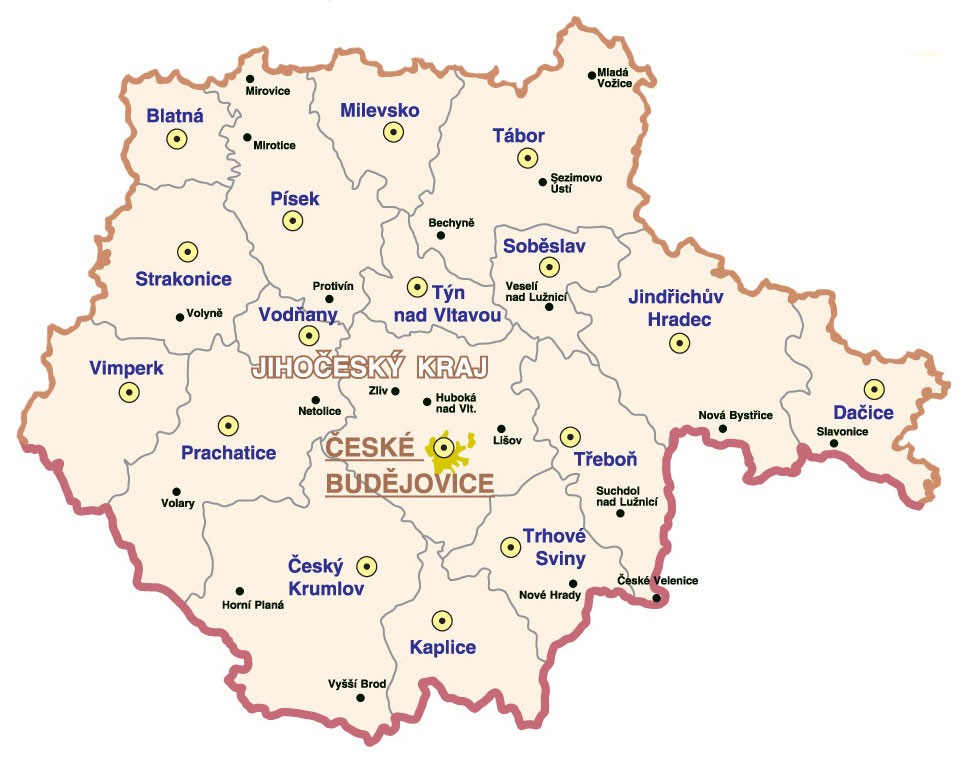 Mladá
Vožice
Mirovice
Blatná
Milevsko
Mirotice
Tábor
Sezimovo
Ústí
Písek
Bechyně
Soběslav
Strakonice
Protivín
Týn
nad Vltavou
Veselí
nad Lužnicí
Jindřichův
Hradec
Volyně
Vodňany
Vimperk
JIHOČESKÝ KRAJ
Zliv
Huboká
nad Vlt.
Netolice
Dačice
Nová Bystřice
Slavonice
Prachatice
ČESKÉ
BUDĚJOVICE
Lišov
Třeboň
Volary
Suchdol
nad Lužnicí
Trhové
Sviny
Český
Krumlov
České Velenice
Nové Hrady
Horní Planá
Kaplice
Vyšší Brod